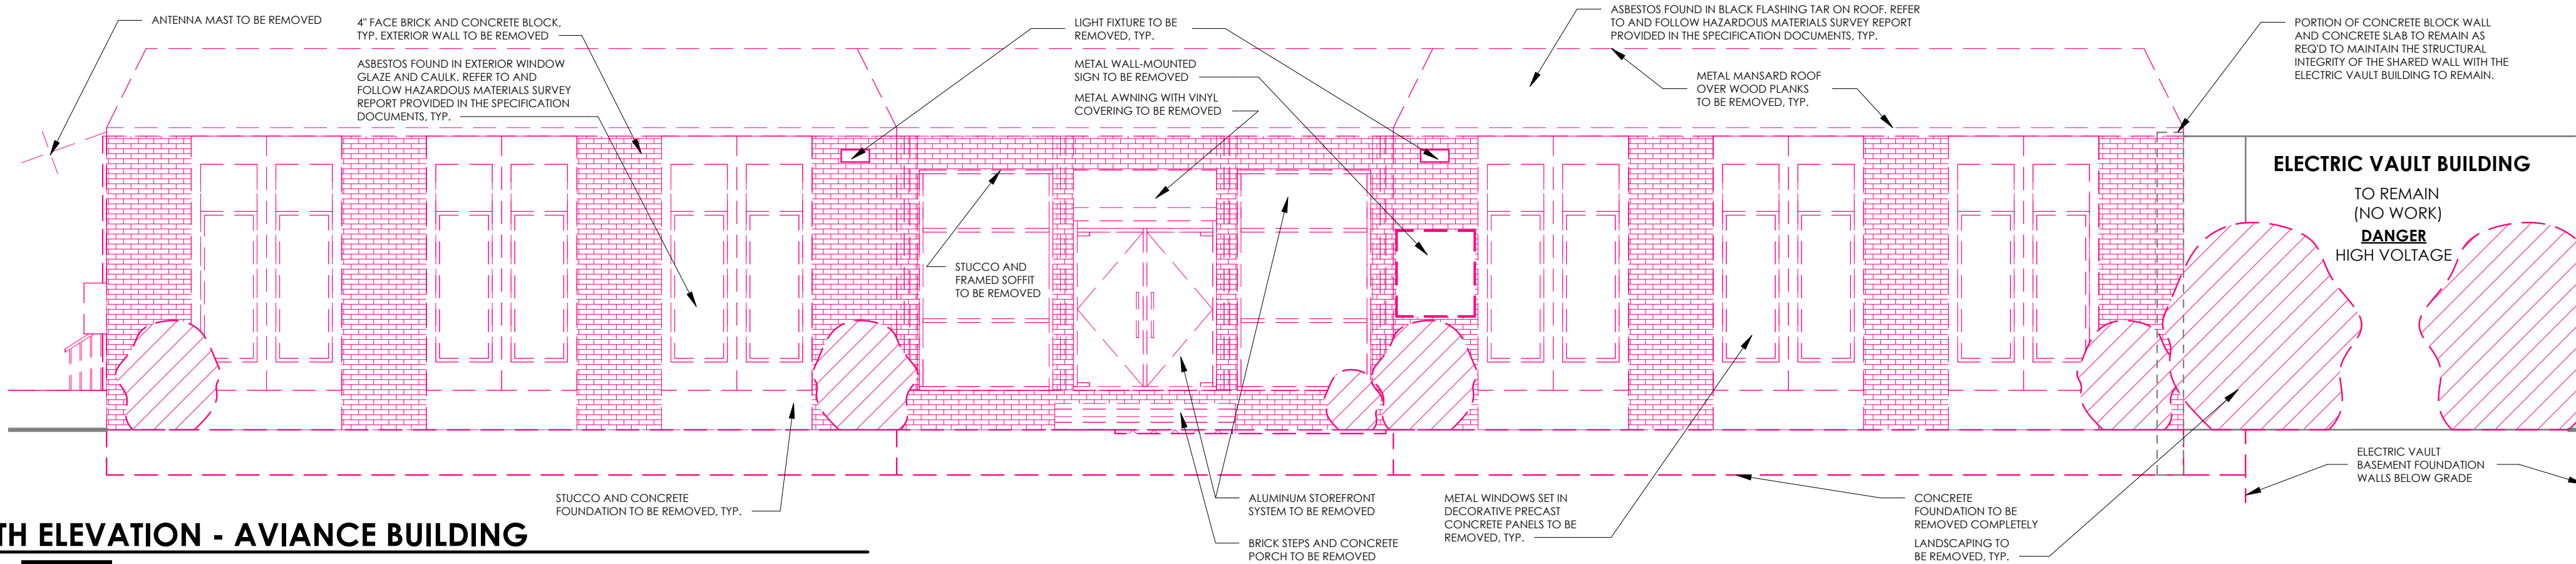 ANTENNA MAST TO BE REMOVED
4" FACE BRICK AND CONCRETE BLOCK,
TYP. EXTERIOR WALL TO BE REMOVED
ASBESTOS FOUND IN EXTERIOR WINDOW
GLAZE AND CAULK. REFER TO AND
FOLLOW HAZARDOUS MATERIALS SURVEY
REPORT PROVIDED IN THE SPECIFICATION
DOCUMENTS, TYP.
LIGHT FIXTURE TO BE
REMOVED, TYP.
METAL WALL-MOUNTED
SIGN TO BE REMOVED
METAL AWNING WITH VINYL
COVERING TO BE REMOVED
ASBESTOS FOUND IN BLACK FLASHING TAR ON ROOF. REFER
TO AND FOLLOW HAZARDOUS MATERIALS SURVEY REPORT
PROVIDED IN THE SPECIFICATION DOCUMENTS, TYP.
METAL MANSARD ROOF
OVER WOOD PLANKS
TO BE REMOVED, TYP.
PORTION OF CONCRETE BLOCK WALL
AND CONCRETE SLAB TO REMAIN AS
REQ'D TO MAINTAIN THE STRUCTURAL
INTEGRITY OF THE SHARED WALL WITH THE
ELECTRIC VAULT BUILDING TO REMAIN.
ELECTRIC VAULT BUILDING
TO REMAIN
(NO WORK)
DANGER
HIGH VOLTAGE
STUCCO AND
FRAMED SOFFIT
TO BE REMOVED
STUCCO AND CONCRETE
FOUNDATION TO BE REMOVED, TYP.
ALUMINUM STOREFRONT
SYSTEM TO BE REMOVED
BRICK STEPS AND CONCRETE
PORCH TO BE REMOVED
METAL WINDOWS SET IN
DECORATIVE PRECAST
CONCRETE PANELS TO BE
REMOVED, TYP.
CONCRETE
FOUNDATION TO BE
REMOVED COMPLETELY
LANDSCAPING TO
BE REMOVED, TYP.
ELECTRIC VAULT
BASEMENT FOUNDATION
WALLS BELOW GRADE
TH ELEVATION - AVIANCE BUILDING